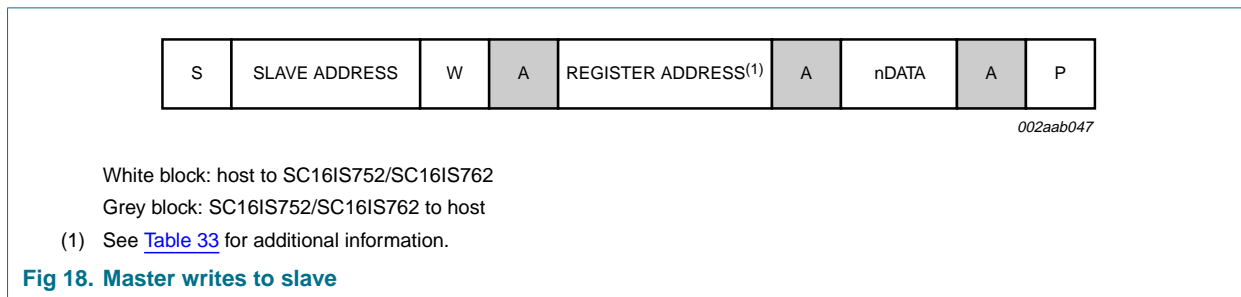 S SLAVE ADDRESS W A REGISTER ADDRESS(1) A nDATA A P
002aab047
White block: host to SC16IS752/SC16IS762
Grey block: SC16IS752/SC16IS762 to host
(1) See Table 33 for additional information.
Fig 18. Master writes to slave